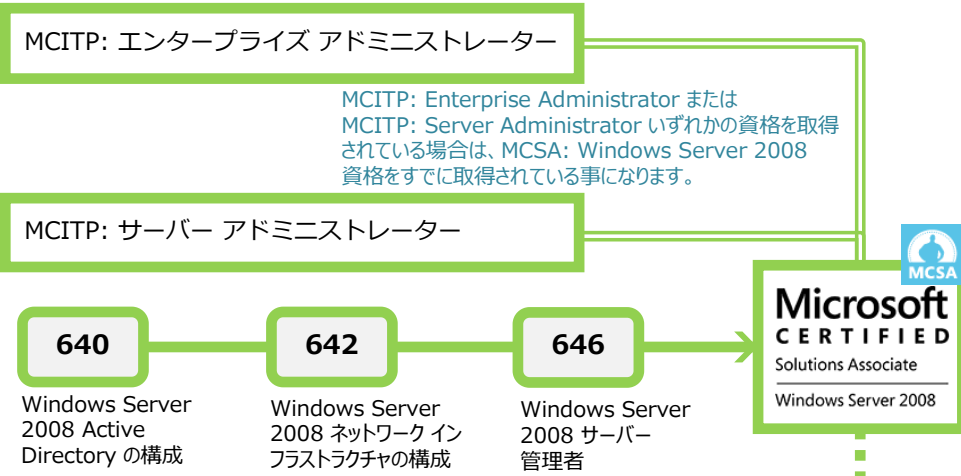 MCITP: エンタープライズ アドミニストレーター
MCITP: Enterprise Administrator または
MCITP: Server Administrator いずれかの資格を取得
されている場合は、MCSA: Windows Server 2008
資格をすでに取得されている事になります。
MCITP: サーバー アドミニストレーター
MCSA
Microsoft
CERTIFIED
Solutions Associate
Windows Server 2008
640
642
646
Windows Server
2008 Active
Directory の構成
Windows Server
2008 ネットワーク イン
フラストラクチャの構成
Windows Server
2008 サーバー
管理者